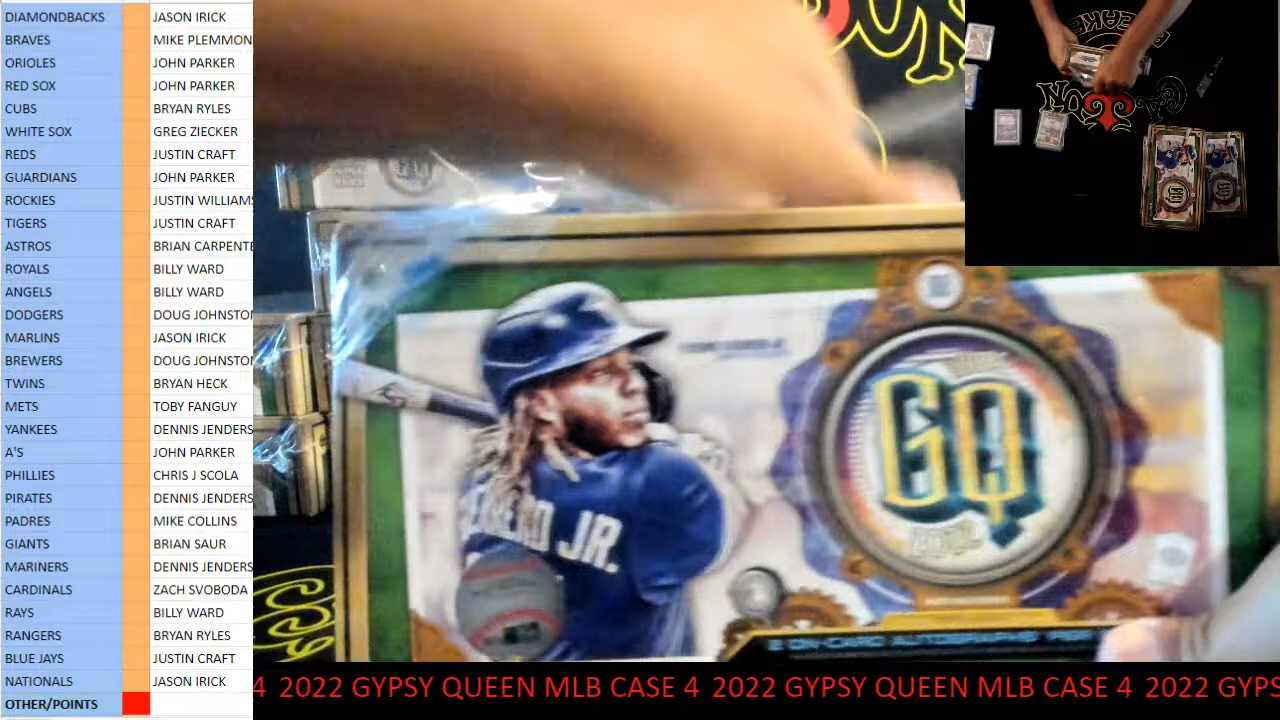 DIAMONDBACKS JASON IRICK
BRAVES MIKE PLEMMON
ORIOLES JOHN PARKER
RED SOX JOHN PARKER
CUBS BRYAN RYLES
WHITE SOX GREG ZIECKER
REDS JUSTIN CRAFT
GUARDIANS JOHN PARKER
ROCKIES JUSTIN WILLIAMS
TIGERS JUSTIN CRAFT
ASTROS BRIAN CARPENTE
ROYALS BILLY WARD
ANGELS BILLY WARD
DODGERS DOUG JOHNSTON
MARLINS JASON IRICK
BREWERS DOUG JOHNSTON
TWINS BRYAN HECK
METS TOBY FANGUY
YANKEES DENNIS JENDERS
A'S JOHN PARKER
PHILLIES CHRIS J SCOLA
PIRATES DENNIS JENDERS
PADRES MIKE COLLINS
GIANTS BRIAN SAUR
MARINERS DENNIS JENDERS
CARDINALS ZACH SVOBODA
RAYS BILLY WARD
RANGERS BRYAN RYLES
BLUE JAYS JUSTIN CRAFT
NATIONALS JASON IRICK
OTHER/POINTS
GQ
JR.
4 2022 GYPSY QUEEN MLB CASE 4 2022 GYPSY QUEEN MLB CASE 4 2022 GYPS